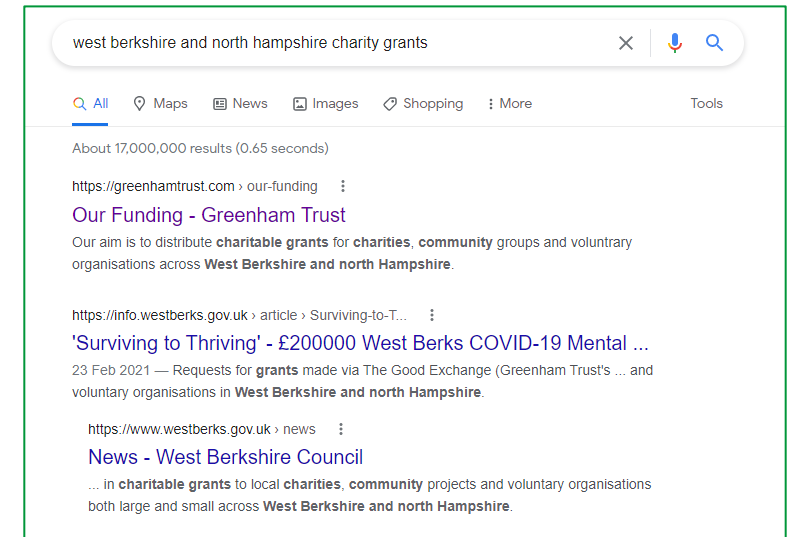 west berkshire and north hampshire charity grants
All Maps News Images Shopping More Tools
About 17,000,000 results (0.65 seconds)
https://greenhamtrust.com › our-funding
Our Funding - Greenham Trust
Our aim is to distribute charitable grants for charities, community groups and voluntrary
organisations across West Berkshire and north Hampshire.
https://info.westberks.gov.uk › article › Surviving-to-T...
'Surviving to Thriving' - £200000 West Berks COVID-19 Mental ...
23 Feb 2021 — Requests for grants made via The Good Exchange (Greenham Trust's ... and
voluntary organisations in West Berkshire and north Hampshire.
https://www.westberks.gov.uk › news
News - West Berkshire Council
... in charitable grants to local charities, community projects and voluntary organisations
both large and small across West Berkshire and north Hampshire.